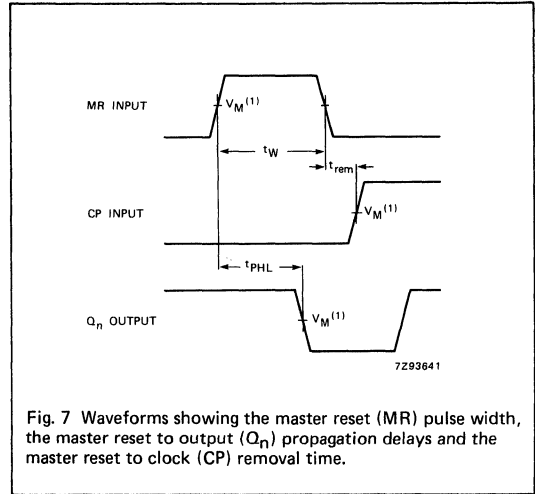 MR INPUT
V_M(1)
t_W
t_rem
CP INPUT
V_M(1)
t_PHL
Q_n OUTPUT
V_M(1)
7Z93641
Fig. 7 Waveforms showing the master reset (MR) pulse width,
the master reset to output (Q_n) propagation delays and the
master reset to clock (CP) removal time.